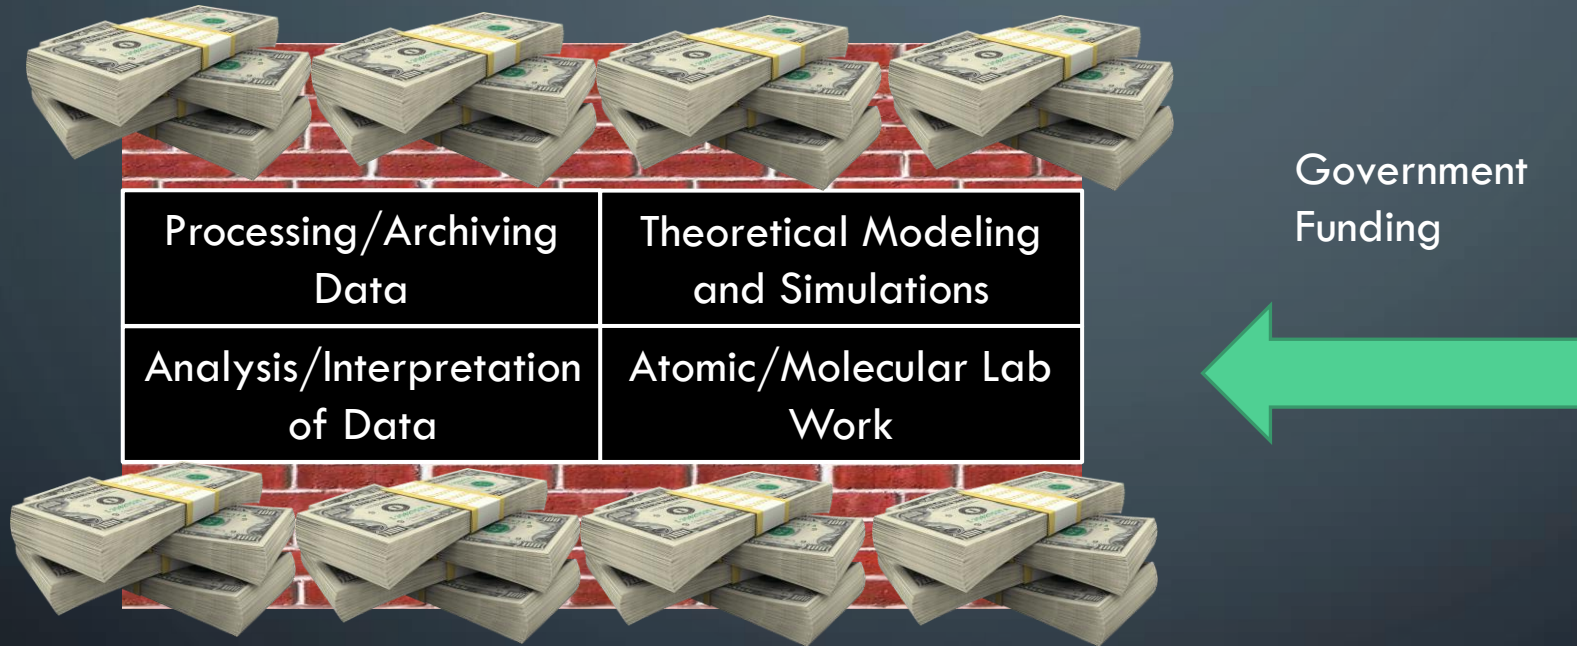 Processing/Archiving
Data
Theoretical Modeling
and Simulations
Analysis/Interpretation
of Data
Atomic/Molecular Lab
Work
Government
Funding